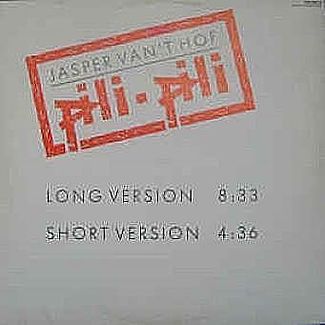 JASPER VAN'T HOF
pili-pili
LONG VERSION 8:33
SHORT VERSION 4:36